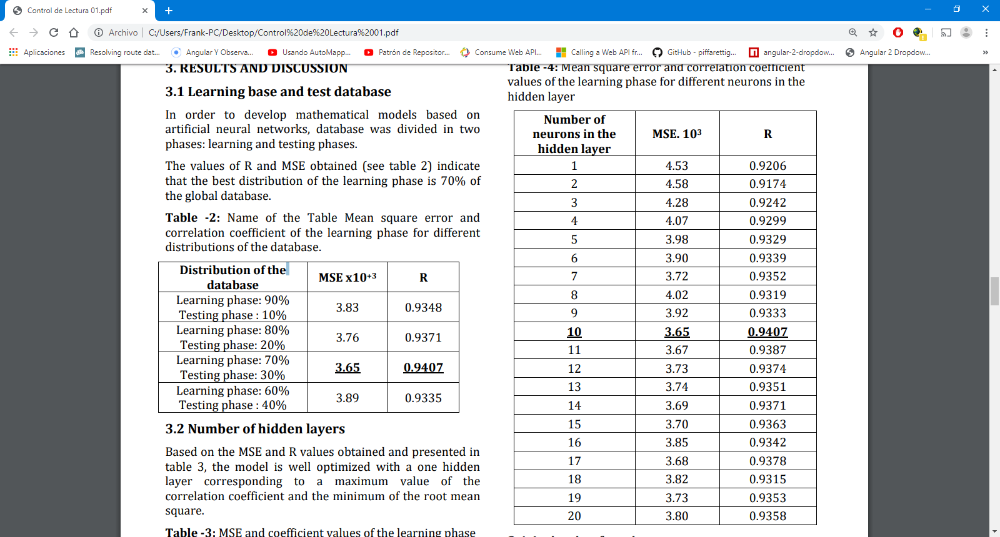 Control de Lectura 01.pdf
Archivo
C:/Users/Frank-PC/Desktop/Control%20de%20Lectura%2001.pdf
Aplicaciones
Resolving route dat...
Angular Y Observa...
Usando AutoMapp...
Patrón de Repositor...
Consume Web API...
Calling a Web API fr...
GitHub - piffarettig...
angular-2-dropdow...
Angular 2 Dropdow...
3. RESULTS AND DISCUSSION
3.1 Learning base and test database
In order to develop mathematical models based on
artificial neural networks, database was divided in two
phases: learning and testing phases.
The values of R and MSE obtained (see table 2) indicate
that the best distribution of the learning phase is 70% of
the global database.
Table -2: Name of the Table Mean square error and
correlation coefficient of the learning phase for different
distributions of the database.
Distribution of the
database
MSE x10+3
R
Learning phase: 90%
Testing phase : 10%
3.83
0.9348
Learning phase: 80%
Testing phase: 20%
3.76
0.9371
Learning phase: 70%
Testing phase: 30%
3.65
0.9407
Learning phase: 60%
Testing phase : 40%
3.89
0.9335
3.2 Number of hidden layers
Based on the MSE and R values obtained and presented in
table 3, the model is well optimized with a one hidden
layer corresponding to a maximum value of the
correlation coefficient and the minimum of the root mean
square.
Table -3: MSE and coefficient values of the learning phase
Table -4: Mean square error and correlation coefficient
values of the learning phase for different neurons in the
hidden layer
Number of
neurons in the
hidden layer
MSE. 10³
R
1 4.53 0.9206
2 4.58 0.9174
3 4.28 0.9242
4 4.07 0.9299
5 3.98 0.9329
6 3.90 0.9339
7 3.72 0.9352
8 4.02 0.9319
9 3.92 0.9333
10 3.65 0.9407
11 3.67 0.9387
12 3.73 0.9374
13 3.74 0.9351
14 3.69 0.9371
15 3.70 0.9363
16 3.85 0.9342
17 3.68 0.9378
18 3.82 0.9315
19 3.73 0.9353
20 3.80 0.9358